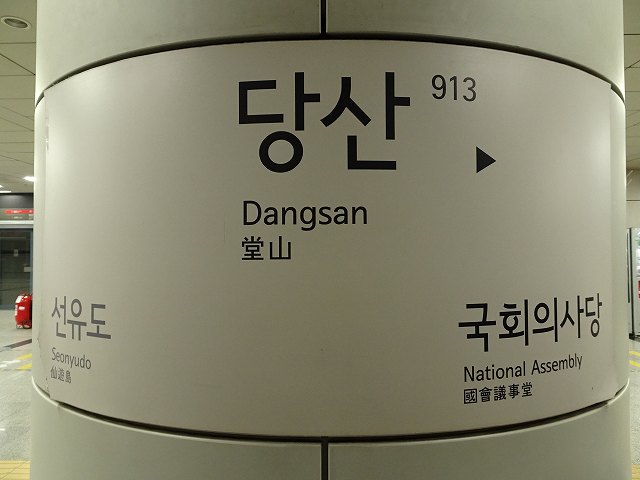 당산 913
▶
Dangsan
堂山
선유도
Seonyudo
仙遊島
국회의사당
National Assembly
國會議事堂